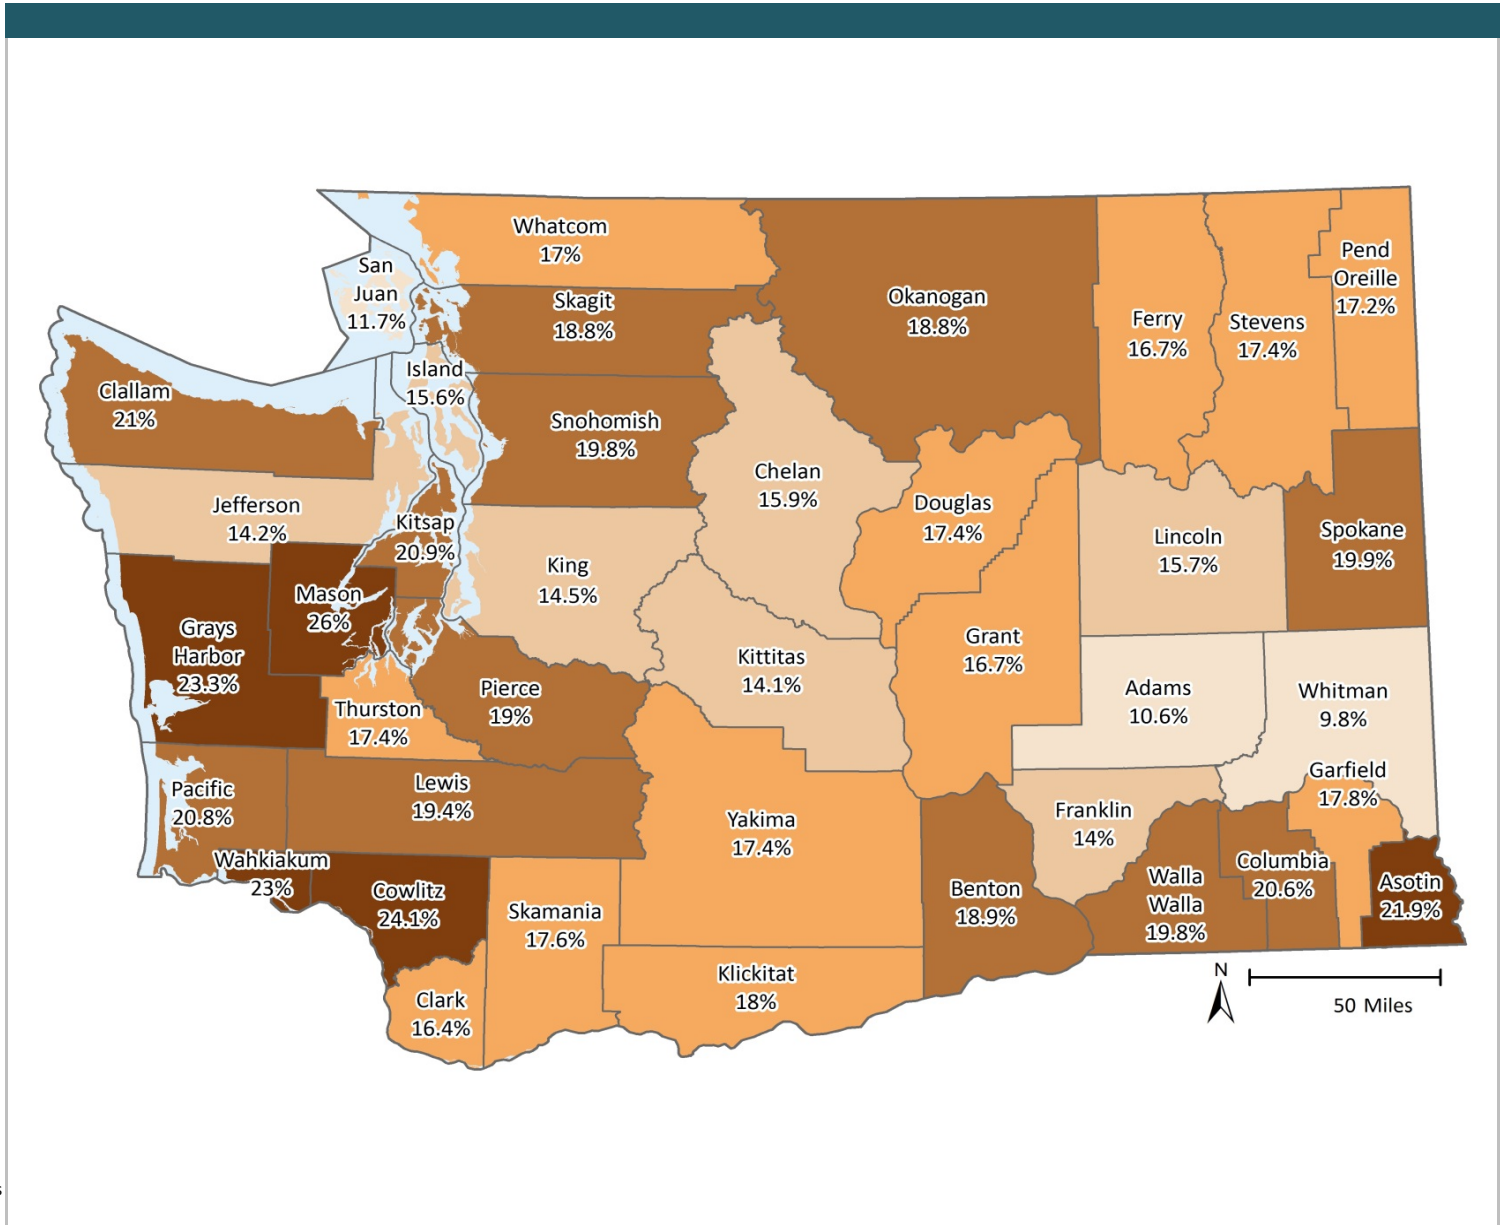 Whatcom
17%
San
Juan
11.7%
Skagit
18.8%
Okanogan
18.8%
Ferry
16.7%
Stevens
17.4%
Pend
Oreille
17.2%
Clallam
21%
Island
15.6%
Snohomish
19.8%
Chelan
15.9%
Douglas
17.4%
Jefferson
14.2%
Kitsap
20.9%
King
14.5%
Lincoln
15.7%
Spokane
19.9%
Mason
26%
Grays
Harbor
23.3%
Kittitas
14.1%
Grant
16.7%
Adams
10.6%
Whitman
9.8%
Thurston
17.4%
Pierce
19%
Pacific
20.8%
Lewis
19.4%
Yakima
17.4%
Franklin
14%
Garfield
17.8%
Wahkiakum
23%
Cowlitz
24.1%
Skamania
17.6%
Benton
18.9%
Walla
Walla
19.8%
Columbia
20.6%
Asotin
21.9%
Clark
16.4%
Klickitat
18%
N
50 Miles